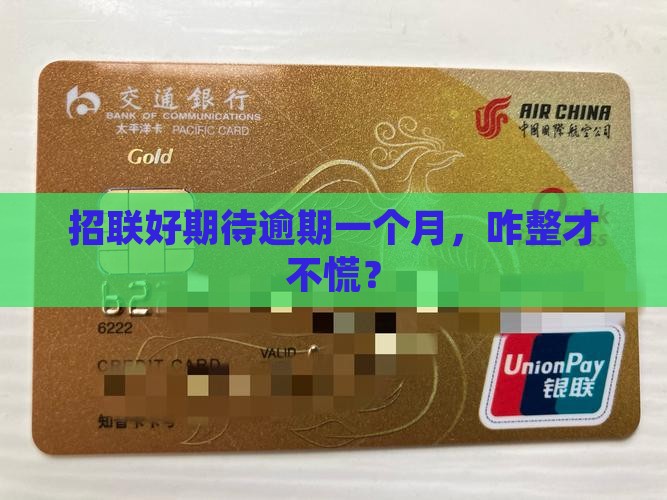 交通銀行
BANK OF COMMUNICATIONS
太平洋卡 PACIFIC CARD
AIR CHINA
中国国际航空公司
Gold
招联好期待逾期一个月，咋整才
不慌？
621
6222
CREDIT CARD
VALID
UnionPay
银联